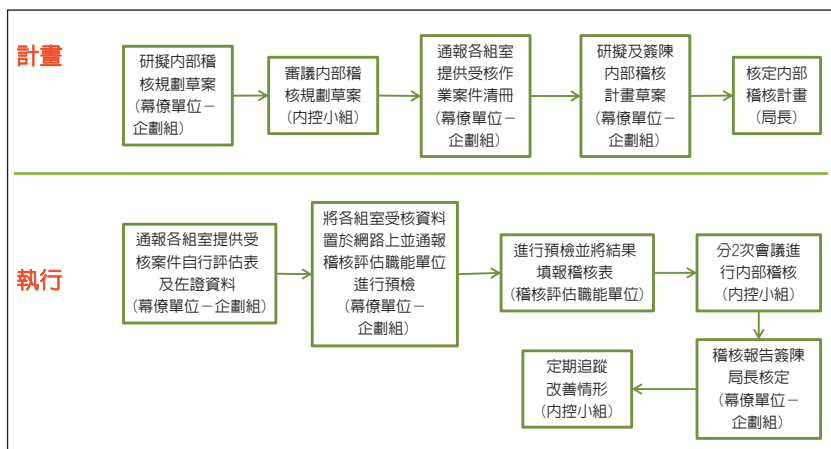 計畫
研擬內部稽
核規劃草案
(幕僚單位－
企劃組)
審議內部稽
核規劃草案
(內控小組)
通報各組室
提供受核作
業案件清冊
(幕僚單位－
企劃組)
研擬及簽陳
內部稽核
計畫草案
(幕僚單位－
企劃組)
核定內部
稽核計畫
(局長)
執行
通報各組室提供受
核案件自行評估表
及佐證資料
(幕僚單位－企劃組)
將各組室受核資料
置於網路上並通報
稽核評估職能單位
進行預檢
(幕僚單位－
企劃組)
進行預檢並將結果
填報稽核表
(稽核評估職能單位)
分2次會議進
行內部稽核
(內控小組)
稽核報告簽陳
局長核定
(幕僚單位－
企劃組)
定期追蹤
改善情形
(內控小組)